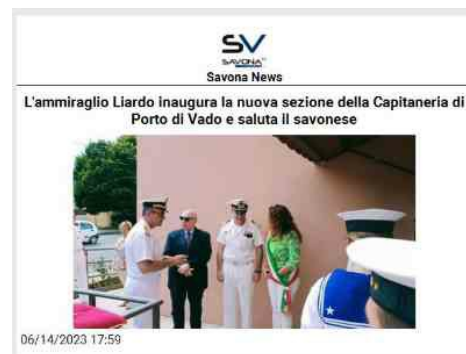 SV
SAVONA
Savona News
L'ammiraglio Liardo inaugura la nuova sezione della Capitaneria di
Porto di Vado e saluta il savonese
06/14/2023 17:59